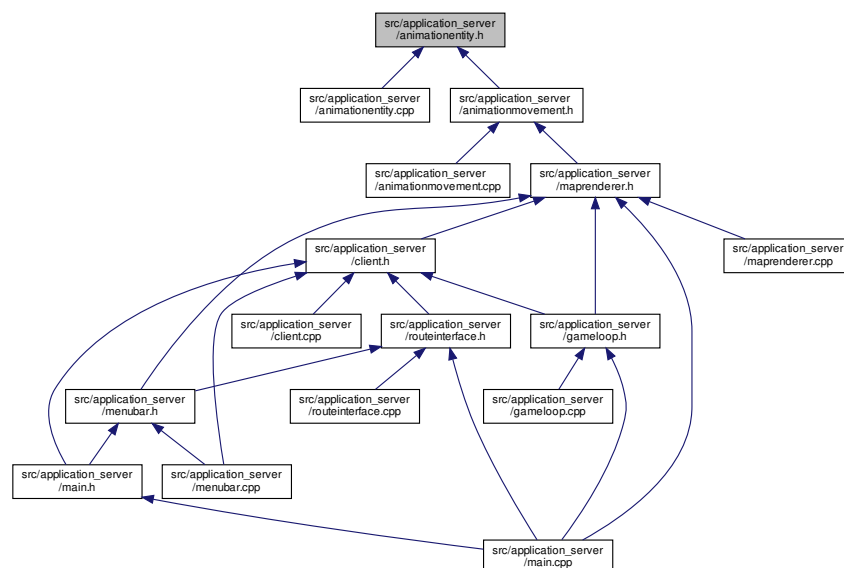 src/application_server
/animationentity.h
src/application_server
/animationentity.cpp
src/application_server
/animationmovement.h
src/application_server
/animationmovement.cpp
src/application_server
/maprenderer.h
src/application_server
/client.h
src/application_server
/maprenderer.cpp
src/application_server
/client.cpp
src/application_server
/routeinterface.h
src/application_server
/gameloop.h
src/application_server
/menubar.h
src/application_server
/routeinterface.cpp
src/application_server
/gameloop.cpp
src/application_server
/main.h
src/application_server
/menubar.cpp
src/application_server
/main.cpp